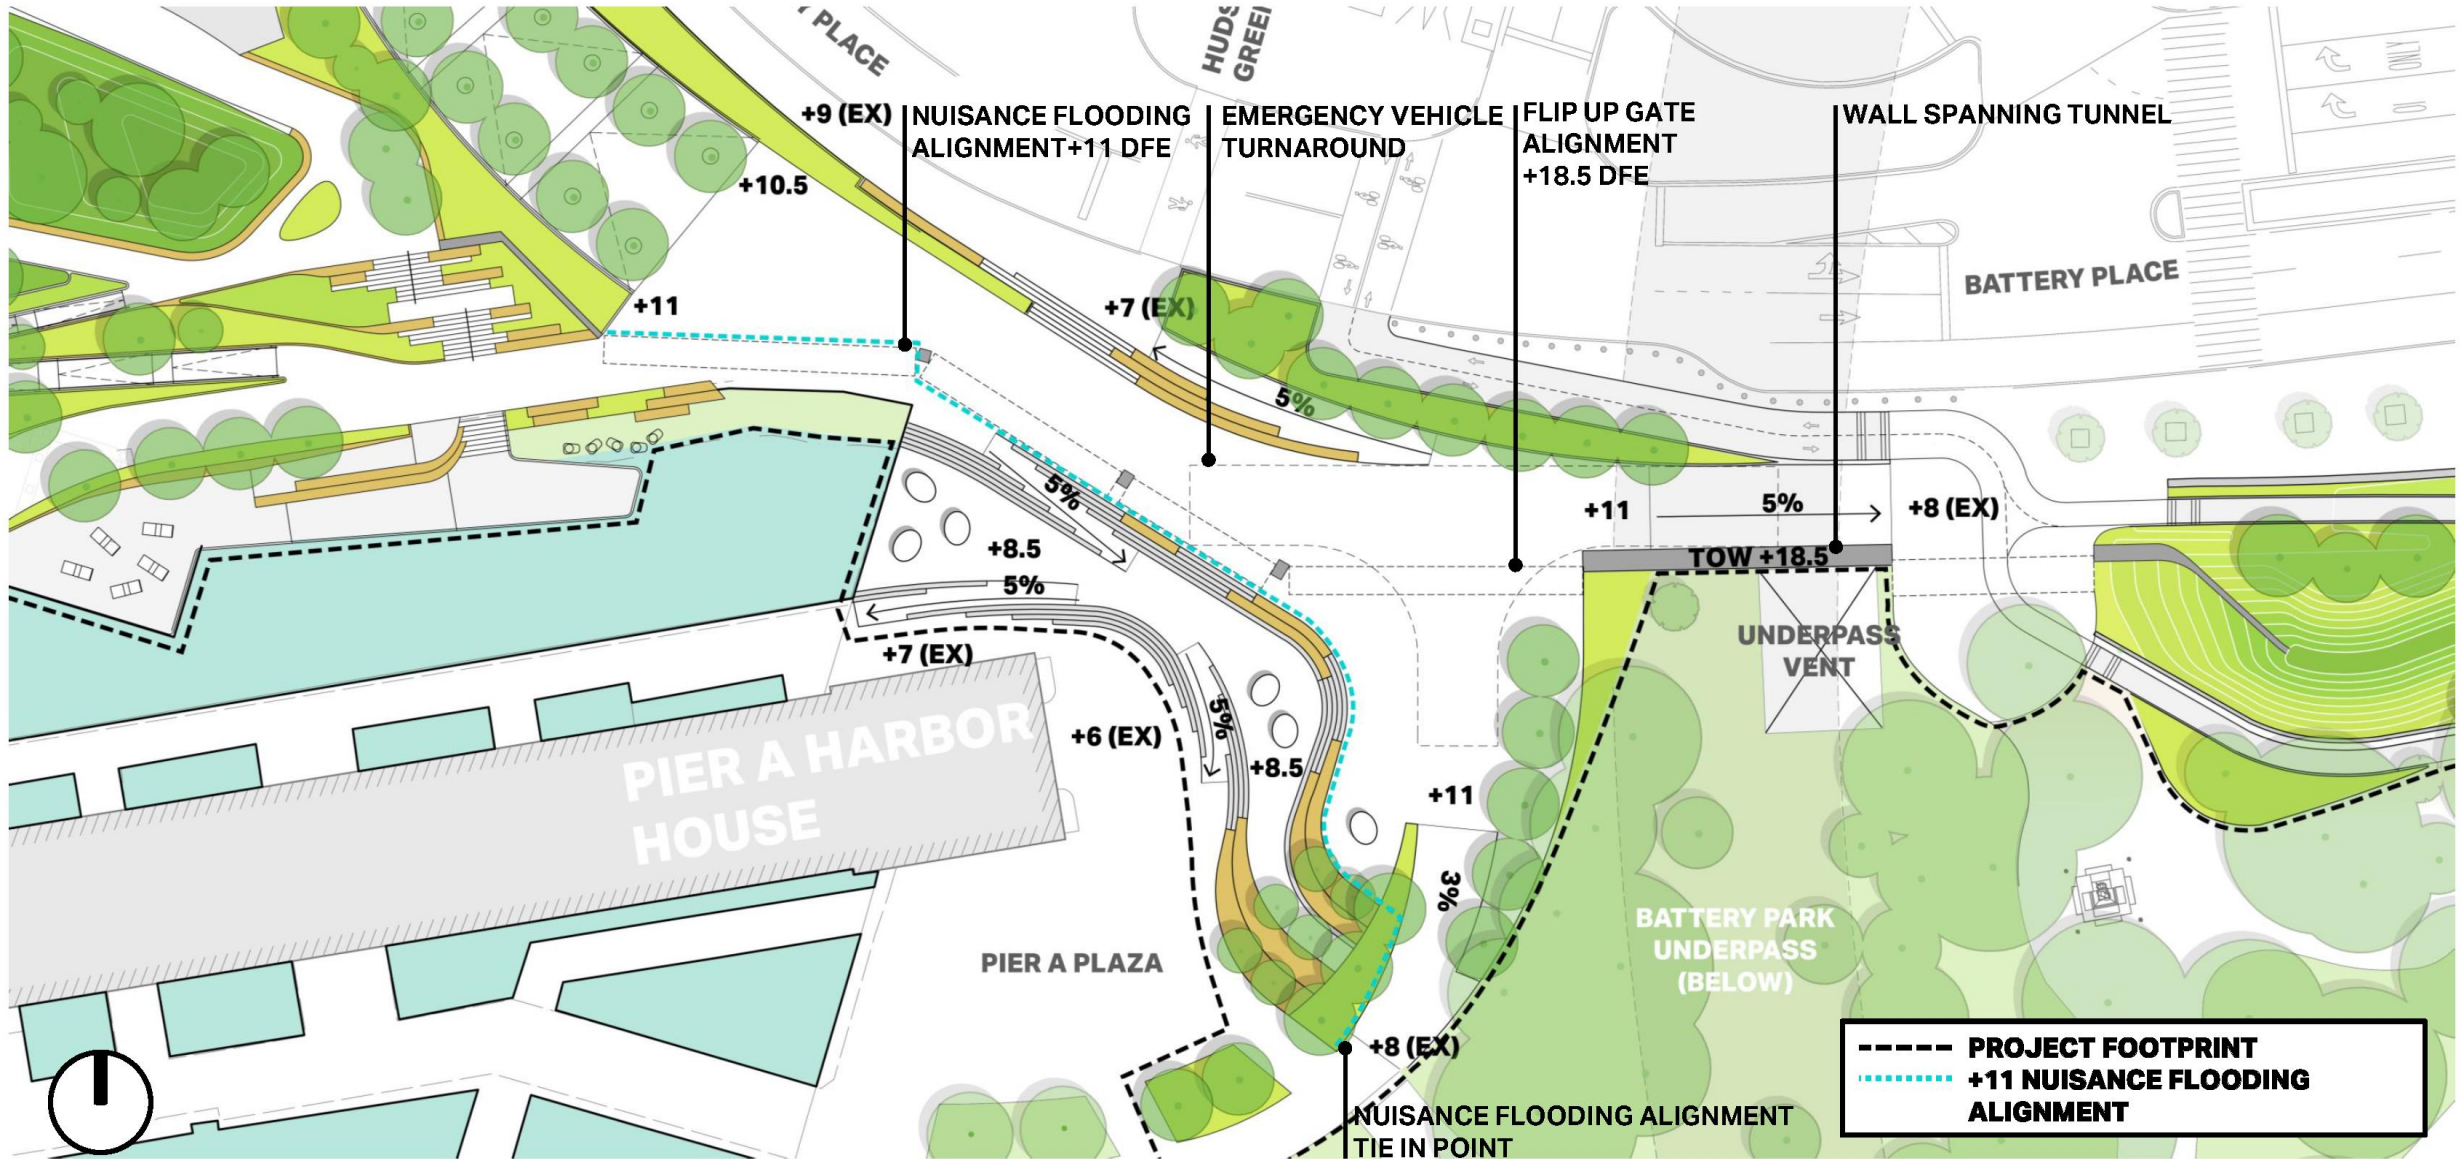 PLACE
HUDS
GREE
+9 (EX)
NUISANCE FLOODING
ALIGNMENT+11 DFE
EMERGENCY VEHICLE
TURNAROUND
FLIP UP GATE
ALIGNMENT
+18.5 DFE
WALL SPANNING TUNNEL
ONLY
+10.5
+11
+7 (EX)
BATTERY PLACE
5%
5%
+8.5
5%
+11
5%
+8 (EX)
TOW +18.5
UNDERPASS
VENT
+7 (EX)
PIER A HARBOR
HOUSE
+6 (EX)
5%
+8.5
+11
3%
BATTERY PARK
UNDERPASS
(BELOW)
PIER A PLAZA
+8 (EX)
NUISANCE FLOODING ALIGNMENT
TIE IN POINT
PROJECT FOOTPRINT
+11 NUISANCE FLOODING
ALIGNMENT